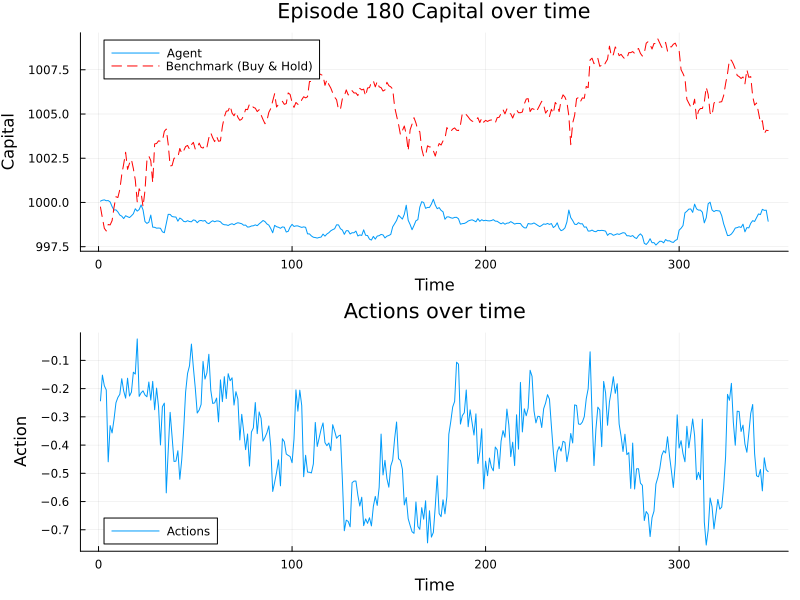 Episode 180 Capital over time
Agent
Benchmark (Buy & Hold)
1007.5
1005.0
1002.5
1000.0
997.5
Capital
0
100
200
300
Time
Actions over time
−0.1
−0.2
−0.3
−0.4
−0.5
−0.6
−0.7
Action
Actions
0
100
200
300
Time